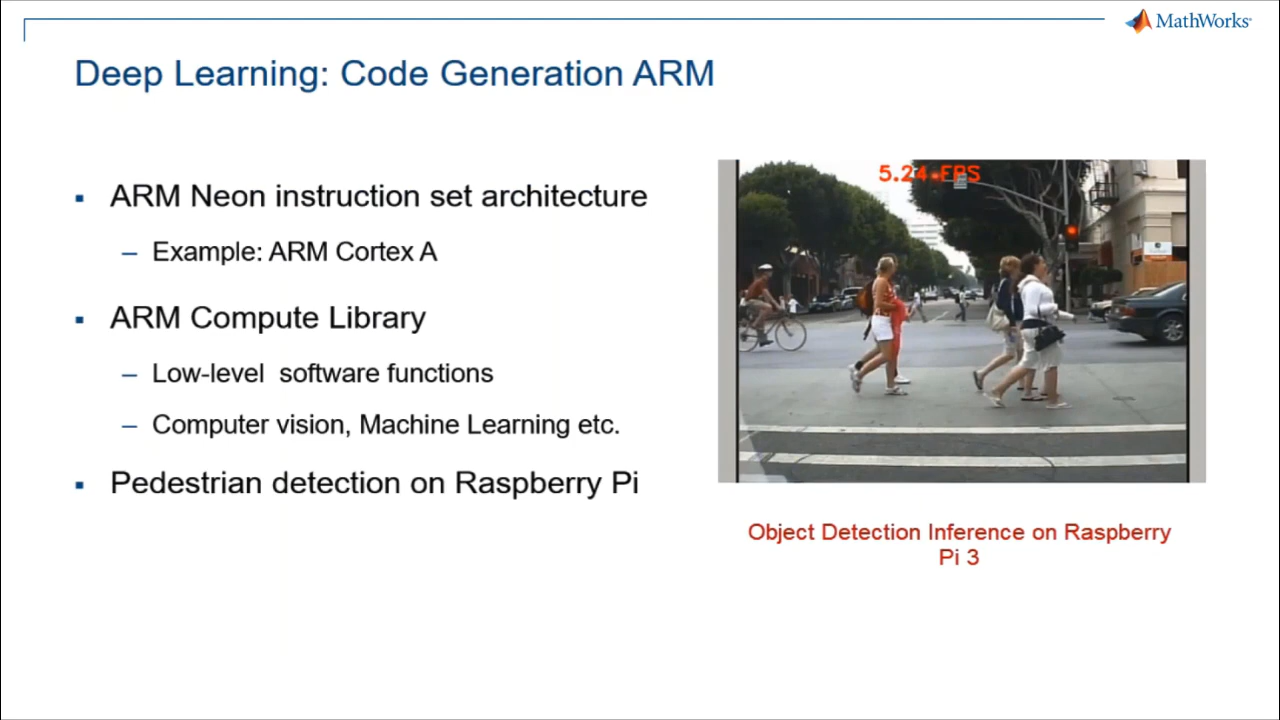 MathWorks
Deep Learning: Code Generation ARM
ARM Neon instruction set architecture
– Example: ARM Cortex A
ARM Compute Library
– Low-level software functions
– Computer vision, Machine Learning etc.
Pedestrian detection on Raspberry Pi
5.24 FPS
Object Detection Inference on Raspberry
Pi 3